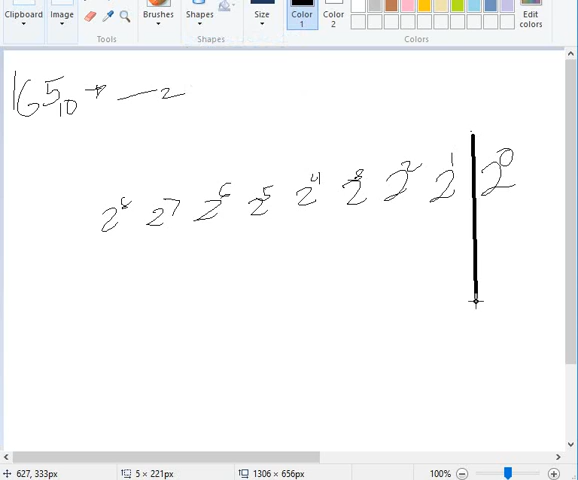 Clipboard Image Tools Brushes Shapes Shapes Size Color 1 Color 2 Colors Edit colors
165₁₀ → __₂
2⁸ 2⁷ 2⁶ 2⁵ 2⁴ 2³ 2² 2¹ 2⁰
627, 333px 5 × 221px 1306 × 656px 100%